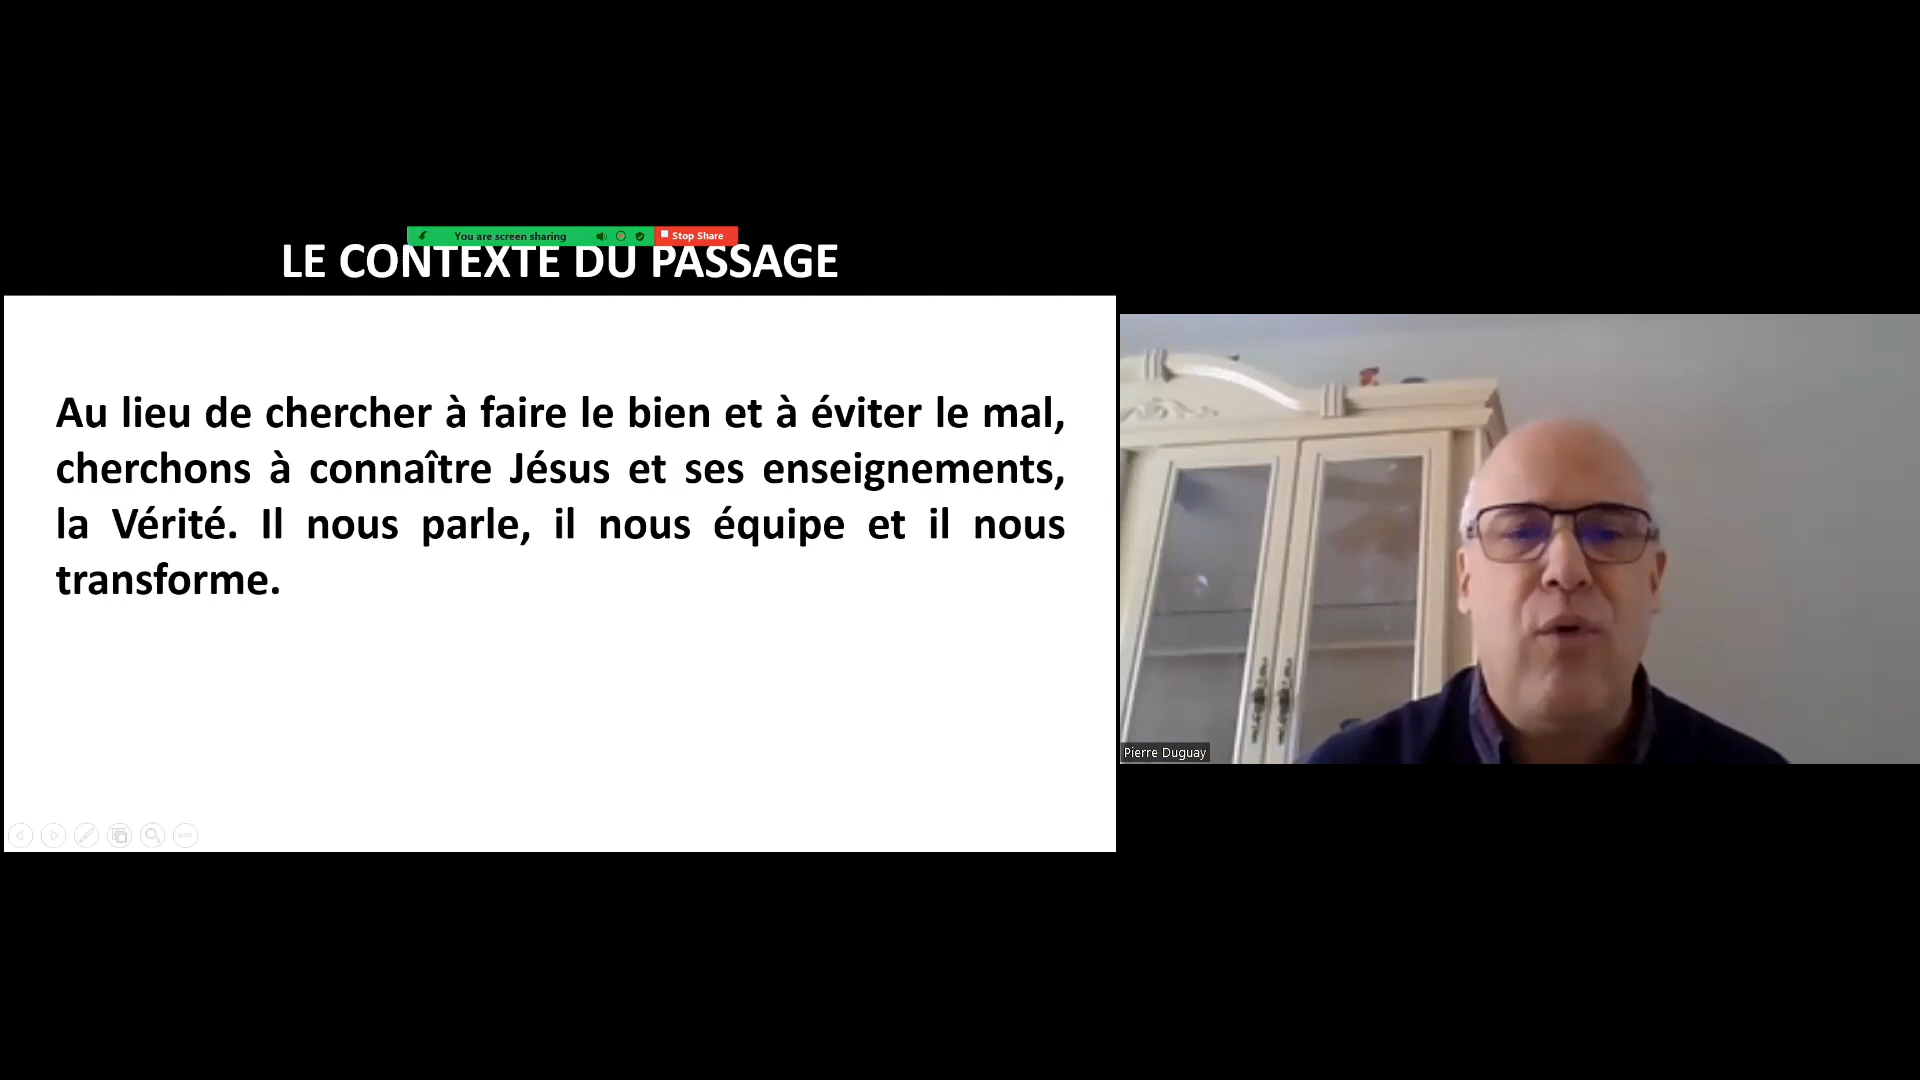 You are screen sharing
Stop Share
LE CONTEXTE DU PASSAGE
Au lieu de chercher à faire le bien et à éviter le mal,
cherchons à connaître Jésus et ses enseignements,
la Vérité. Il nous parle, il nous équipe et il nous
transforme.
Pierre Duguay